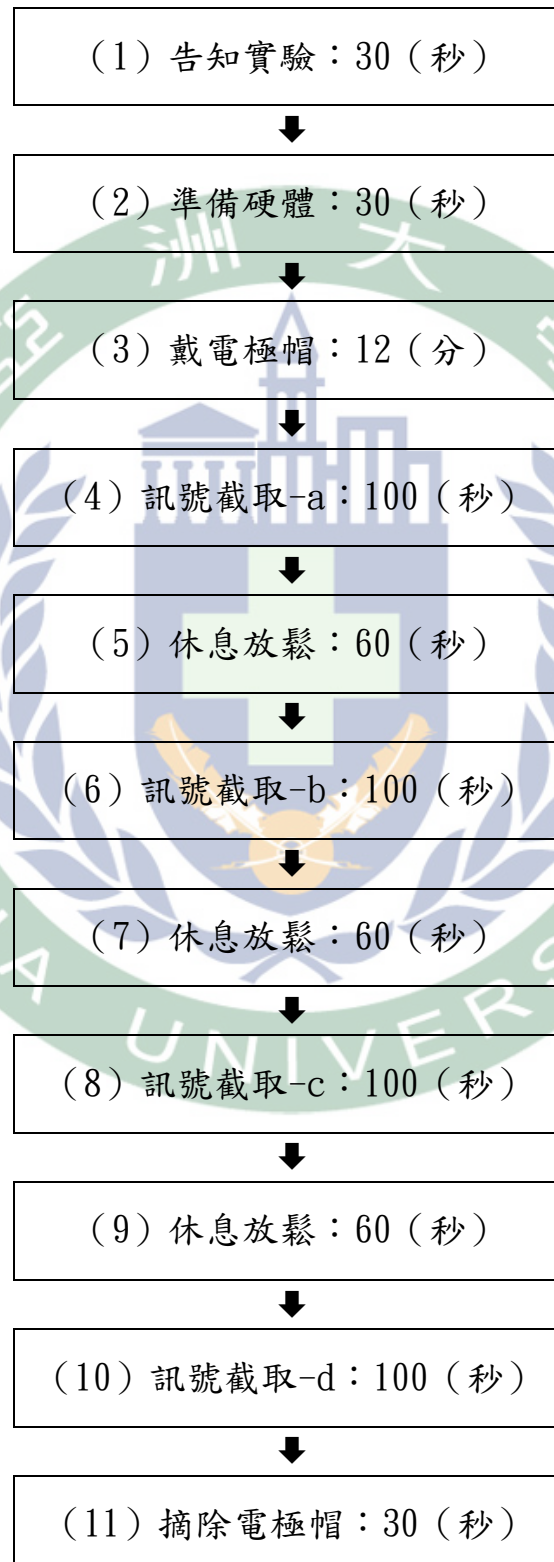 (1)告知實驗：30(秒)
(2)準備硬體：30(秒)
(3)戴電極帽：12(分)
(4)訊號截取-a：100(秒)
(5)休息放鬆：60(秒)
(6)訊號截取-b：100(秒)
(7)休息放鬆：60(秒)
(8)訊號截取-c：100(秒)
(9)休息放鬆：60(秒)
(10)訊號截取-d：100(秒)
(11)摘除電極帽：30(秒)